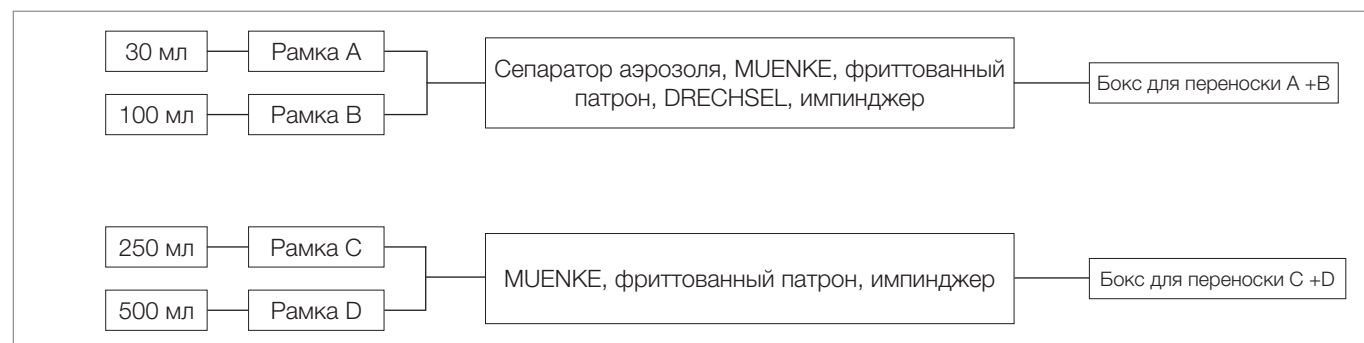 30 мл
Рамка A
100 мл
Рамка B
Сепаратор аэрозоля, MUENKE, фриттованный
патрон, DRECHSEL, импинджер
Бокс для переноски A +B
250 мл
Рамка C
500 мл
Рамка D
MUENKE, фриттованный патрон, импинджер
Бокс для переноски C +D